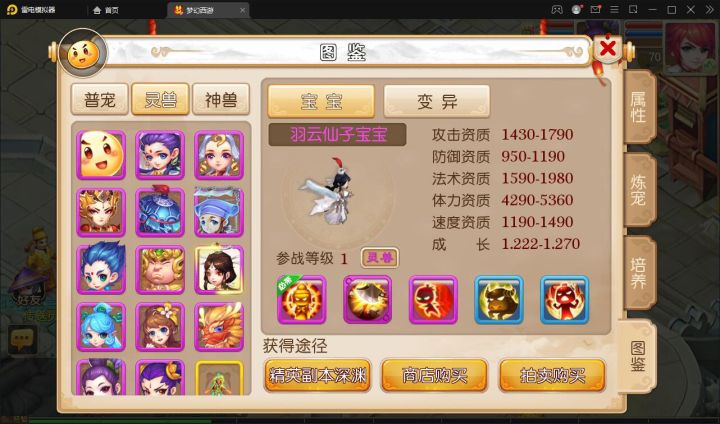 雷电模拟器
首页
梦幻西游
图鉴
70
普宠 灵兽 神兽
宝宝 变异
羽云仙子宝宝
攻击资质 1430-1790
防御资质 950-1190
法术资质 1590-1980
体力资质 4290-5360
速度资质 1190-1490
成长 1.222-1.270
参战等级 1 灵兽
获得途径
精英副本深渊 商店购买 拍卖购买
属性
炼宠
培养
图鉴
好友